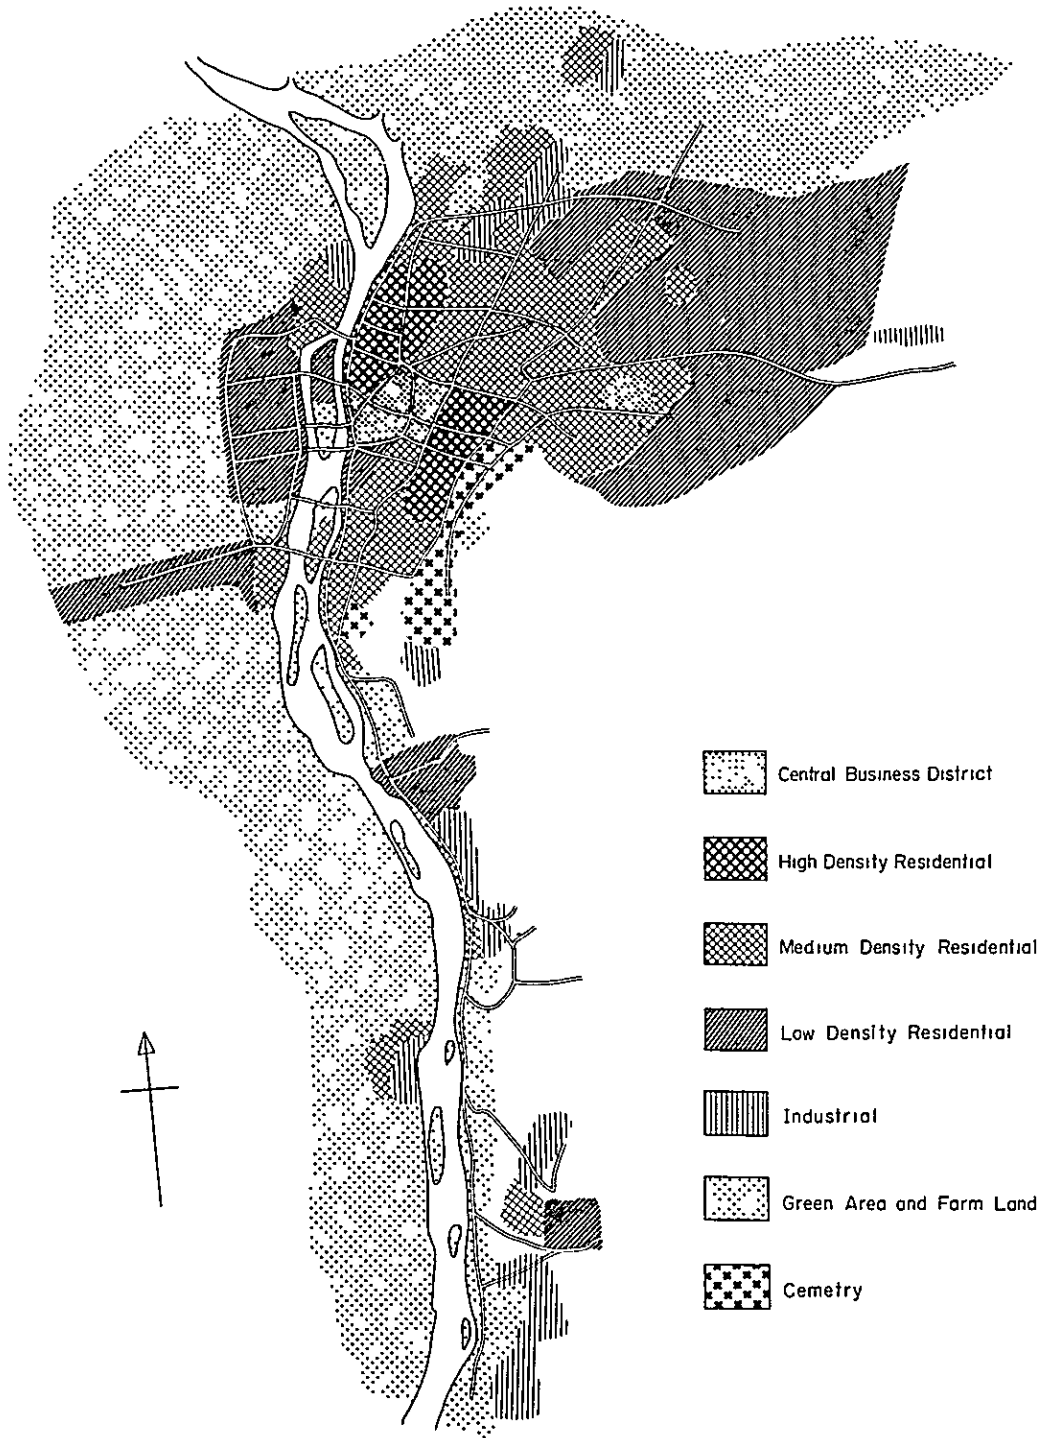 Central Business District
High Density Residential
Medium Density Residential
Low Density Residential
Industrial
Green Area and Farm Land
Cemetry